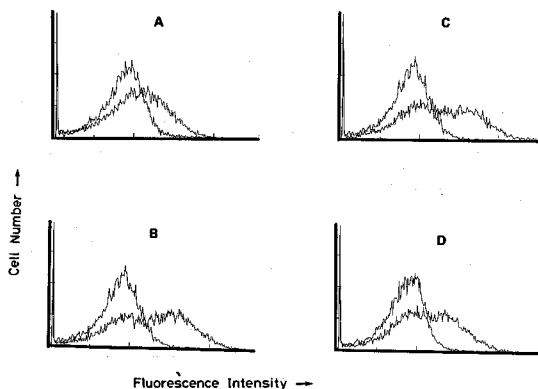 A
C
B
D
Cell Number →
Fluorescence Intensity →